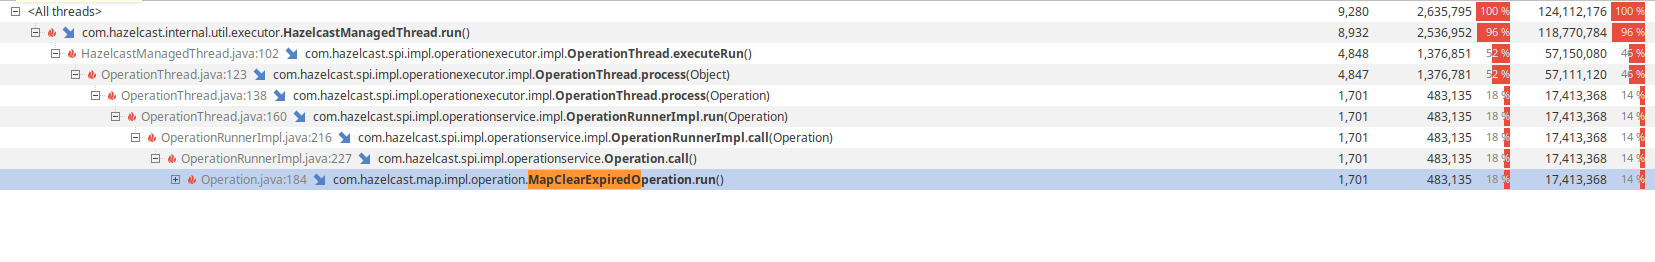 <All threads> 9,280 2,635,795 100 % 124,112,176 100 %
com.hazelcast.internal.util.executor.HazelcastManagedThread.run() 8,932 2,536,952 96 % 118,770,784 96 %
HazelcastManagedThread.java:102 com.hazelcast.spi.impl.operationexecutor.impl.OperationThread.executeRun() 4,848 1,376,851 52 % 57,150,080 46 %
OperationThread.java:123 com.hazelcast.spi.impl.operationexecutor.impl.OperationThread.process(Object) 4,847 1,376,781 52 % 57,111,120 46 %
OperationThread.java:138 com.hazelcast.spi.impl.operationexecutor.impl.OperationThread.process(Operation) 1,701 483,135 18 % 17,413,368 14 %
OperationThread.java:160 com.hazelcast.spi.impl.operationservice.impl.OperationRunnerImpl.run(Operation) 1,701 483,135 18 % 17,413,368 14 %
OperationRunnerImpl.java:216 com.hazelcast.spi.impl.operationservice.impl.OperationRunnerImpl.call(Operation) 1,701 483,135 18 % 17,413,368 14 %
OperationRunnerImpl.java:227 com.hazelcast.spi.impl.operationservice.Operation.call() 1,701 483,135 18 % 17,413,368 14 %
Operation.java:184 com.hazelcast.map.impl.operation.MapClearExpiredOperation.run() 1,701 483,135 18 % 17,413,368 14 %